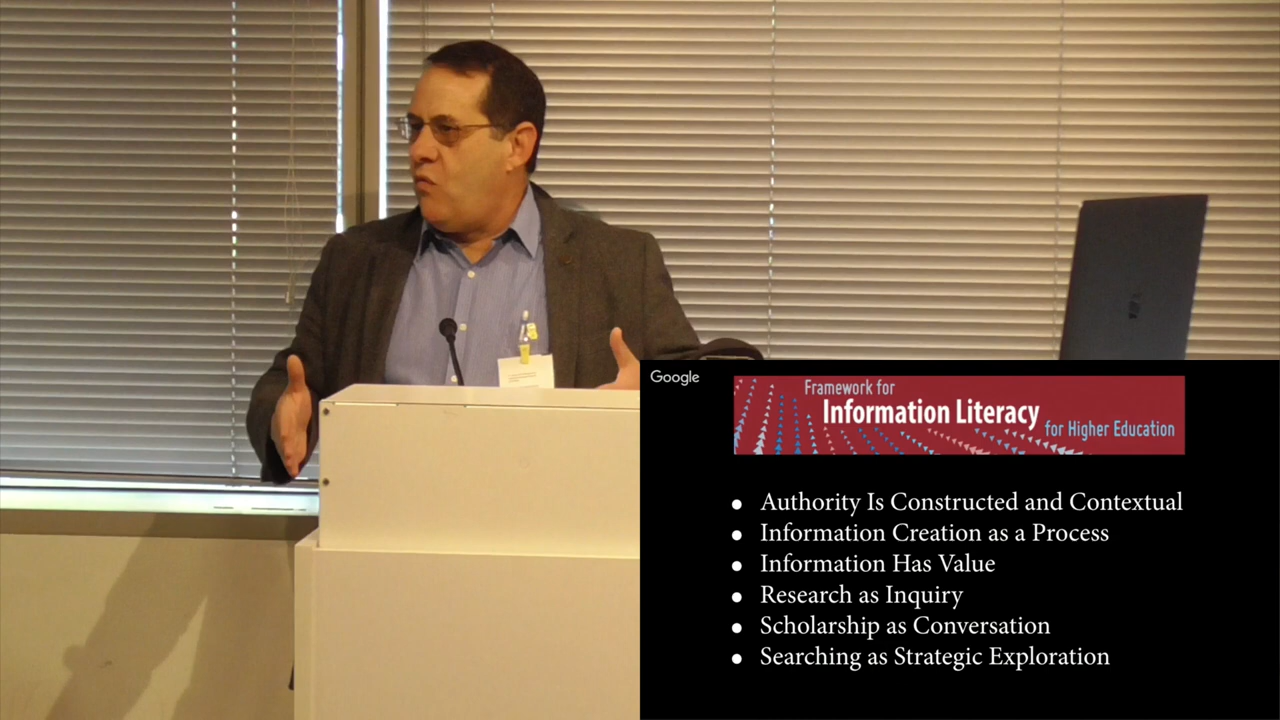 Google
Framework for
Information Literacy
for Higher Education
• Authority Is Constructed and Contextual
• Information Creation as a Process
• Information Has Value
• Research as Inquiry
• Scholarship as Conversation
• Searching as Strategic Exploration